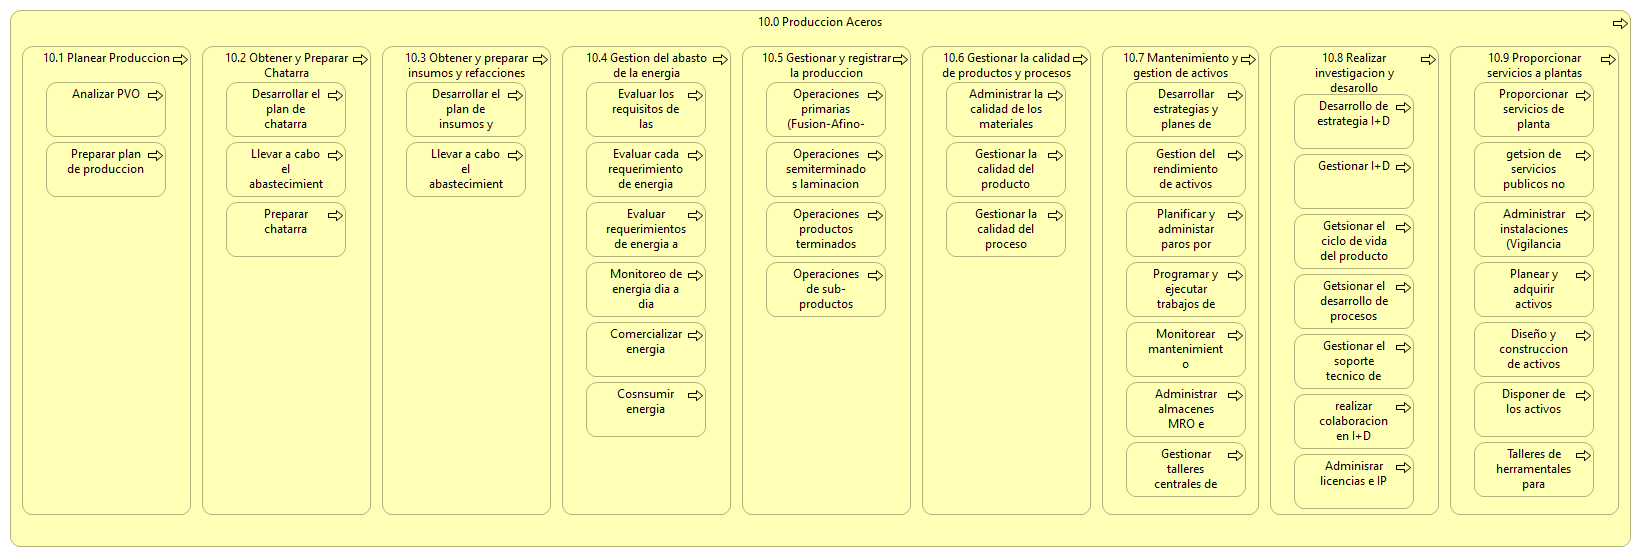 10.0 Produccion Aceros
10.1 Planear Produccion
Analizar PVO
Preparar plan
de produccion
10.2 Obtener y Preparar
Chatarra
Desarrollar el
plan de
chatarra
Llevar a cabo
el
abastecimient
Preparar
chatarra
10.3 Obtener y preparar
insumos y refacciones
Desarrollar el
plan de
insumos y
Llevar a cabo
el
abastecimient
10.4 Gestion del abasto
de la energia
Evaluar los
requisitos de
las
Evaluar cada
requerimiento
de energia
Evaluar
requerimientos
de energia a
Monitoreo de
energia dia a
dia
Comercializar
energia
Cosnsumir
energia
10.5 Gestionar y registrar
la produccion
Operaciones
primarias
(Fusion-Afino-
Operaciones
semiterminado
s laminacion
Operaciones
productos
terminados
Operaciones
de sub-
productos
10.6 Gestionar la calidad
de productos y procesos
Administrar la
calidad de los
materiales
Gestionar la
calidad del
producto
Gestionar la
calidad del
proceso
10.7 Mantenimiento y
gestion de activos
Desarrollar
estrategias y
planes de
Gestion del
rendimiento
de activos
Planificar y
administar
paros por
Programar y
ejecutar
trabajos de
Monitorear
mantenimient
o
Administrar
almacenes
MRO e
Gestionar
talleres
centrales de
10.8 Realizar
investigacion y
desarollo
Desarrollo de
estrategia I+D
Gestionar I+D
Getsionar el
ciclo de vida
del producto
Getsionar el
desarrollo de
procesos
Gestionar el
soporte
tecnico de
realizar
colaboracion
en I+D
Adminisrar
licencias e IP
10.9 Proporcionar
servicios a plantas
Proporcionar
servicios de
planta
getsion de
servicios
publicos no
Administrar
instalaciones
(Vigilancia
Planear y
adquirir
activos
Diseño y
construccion
de activos
Disponer de
los activos
Talleres de
herramentales
para